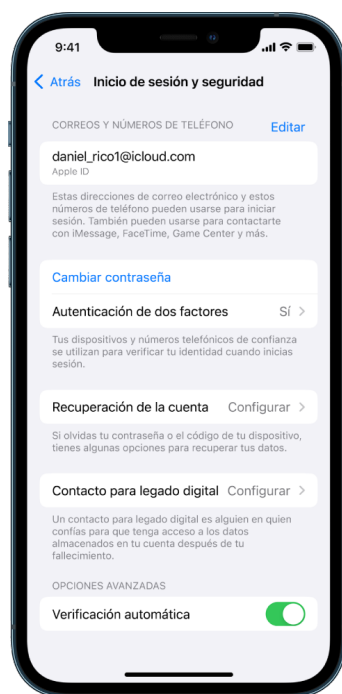 9:41
Atrás Inicio de sesión y seguridad
CORREOS Y NÚMEROS DE TELÉFONO Editar
daniel_rico1@icloud.com
Apple ID
Estas direcciones de correo electrónico y estos
números de teléfono pueden usarse para iniciar
sesión. También pueden usarse para contactarte
con iMessage, FaceTime, Game Center y más.
Cambiar contraseña
Autenticación de dos factores Sí
Tus dispositivos y números telefónicos de confianza
se utilizan para verificar tu identidad cuando inicias
sesión.
Recuperación de la cuenta Configurar
Si olvidas tu contraseña o el código de tu dispositivo,
tienes algunas opciones para recuperar tus datos.
Contacto para legado digital Configurar
Un contacto para legado digital es alguien en quien
confías para que tenga acceso a los datos
almacenados en tu cuenta después de tu
fallecimiento.
OPCIONES AVANZADAS
Verificación automática